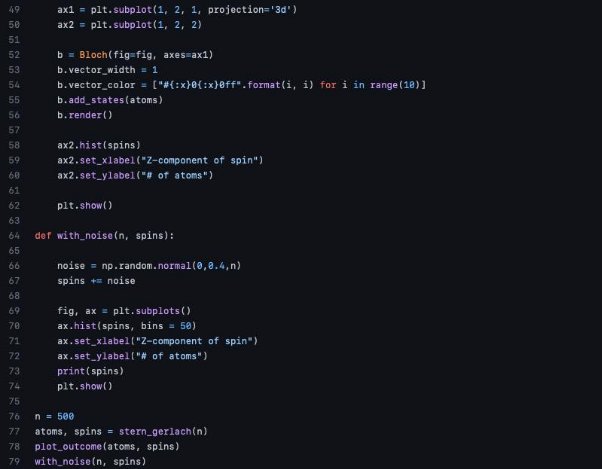 49 ax1 = plt.subplot(1, 2, 1, projection='3d')
50 ax2 = plt.subplot(1, 2, 2)
51
52 b = Bloch(fig=fig, axes=ax1)
53 b.vector_width = 1
54 b.vector_color = ["#{:x}0{:x}0ff".format(i, i) for i in range(10)]
55 b.add_states(atoms)
56 b.render()
57
58 ax2.hist(spins)
59 ax2.set_xlabel("Z-component of spin")
60 ax2.set_ylabel("# of atoms")
61
62 plt.show()
63
64 def with_noise(n, spins):
65
66 noise = np.random.normal(0,0.4,n)
67 spins += noise
68
69 fig, ax = plt.subplots()
70 ax.hist(spins, bins = 50)
71 ax.set_xlabel("Z-component of spin")
72 ax.set_ylabel("# of atoms")
73 print(spins)
74 plt.show()
75
76 n = 500
77 atoms, spins = stern_gerlach(n)
78 plot_outcome(atoms, spins)
79 with_noise(n, spins)